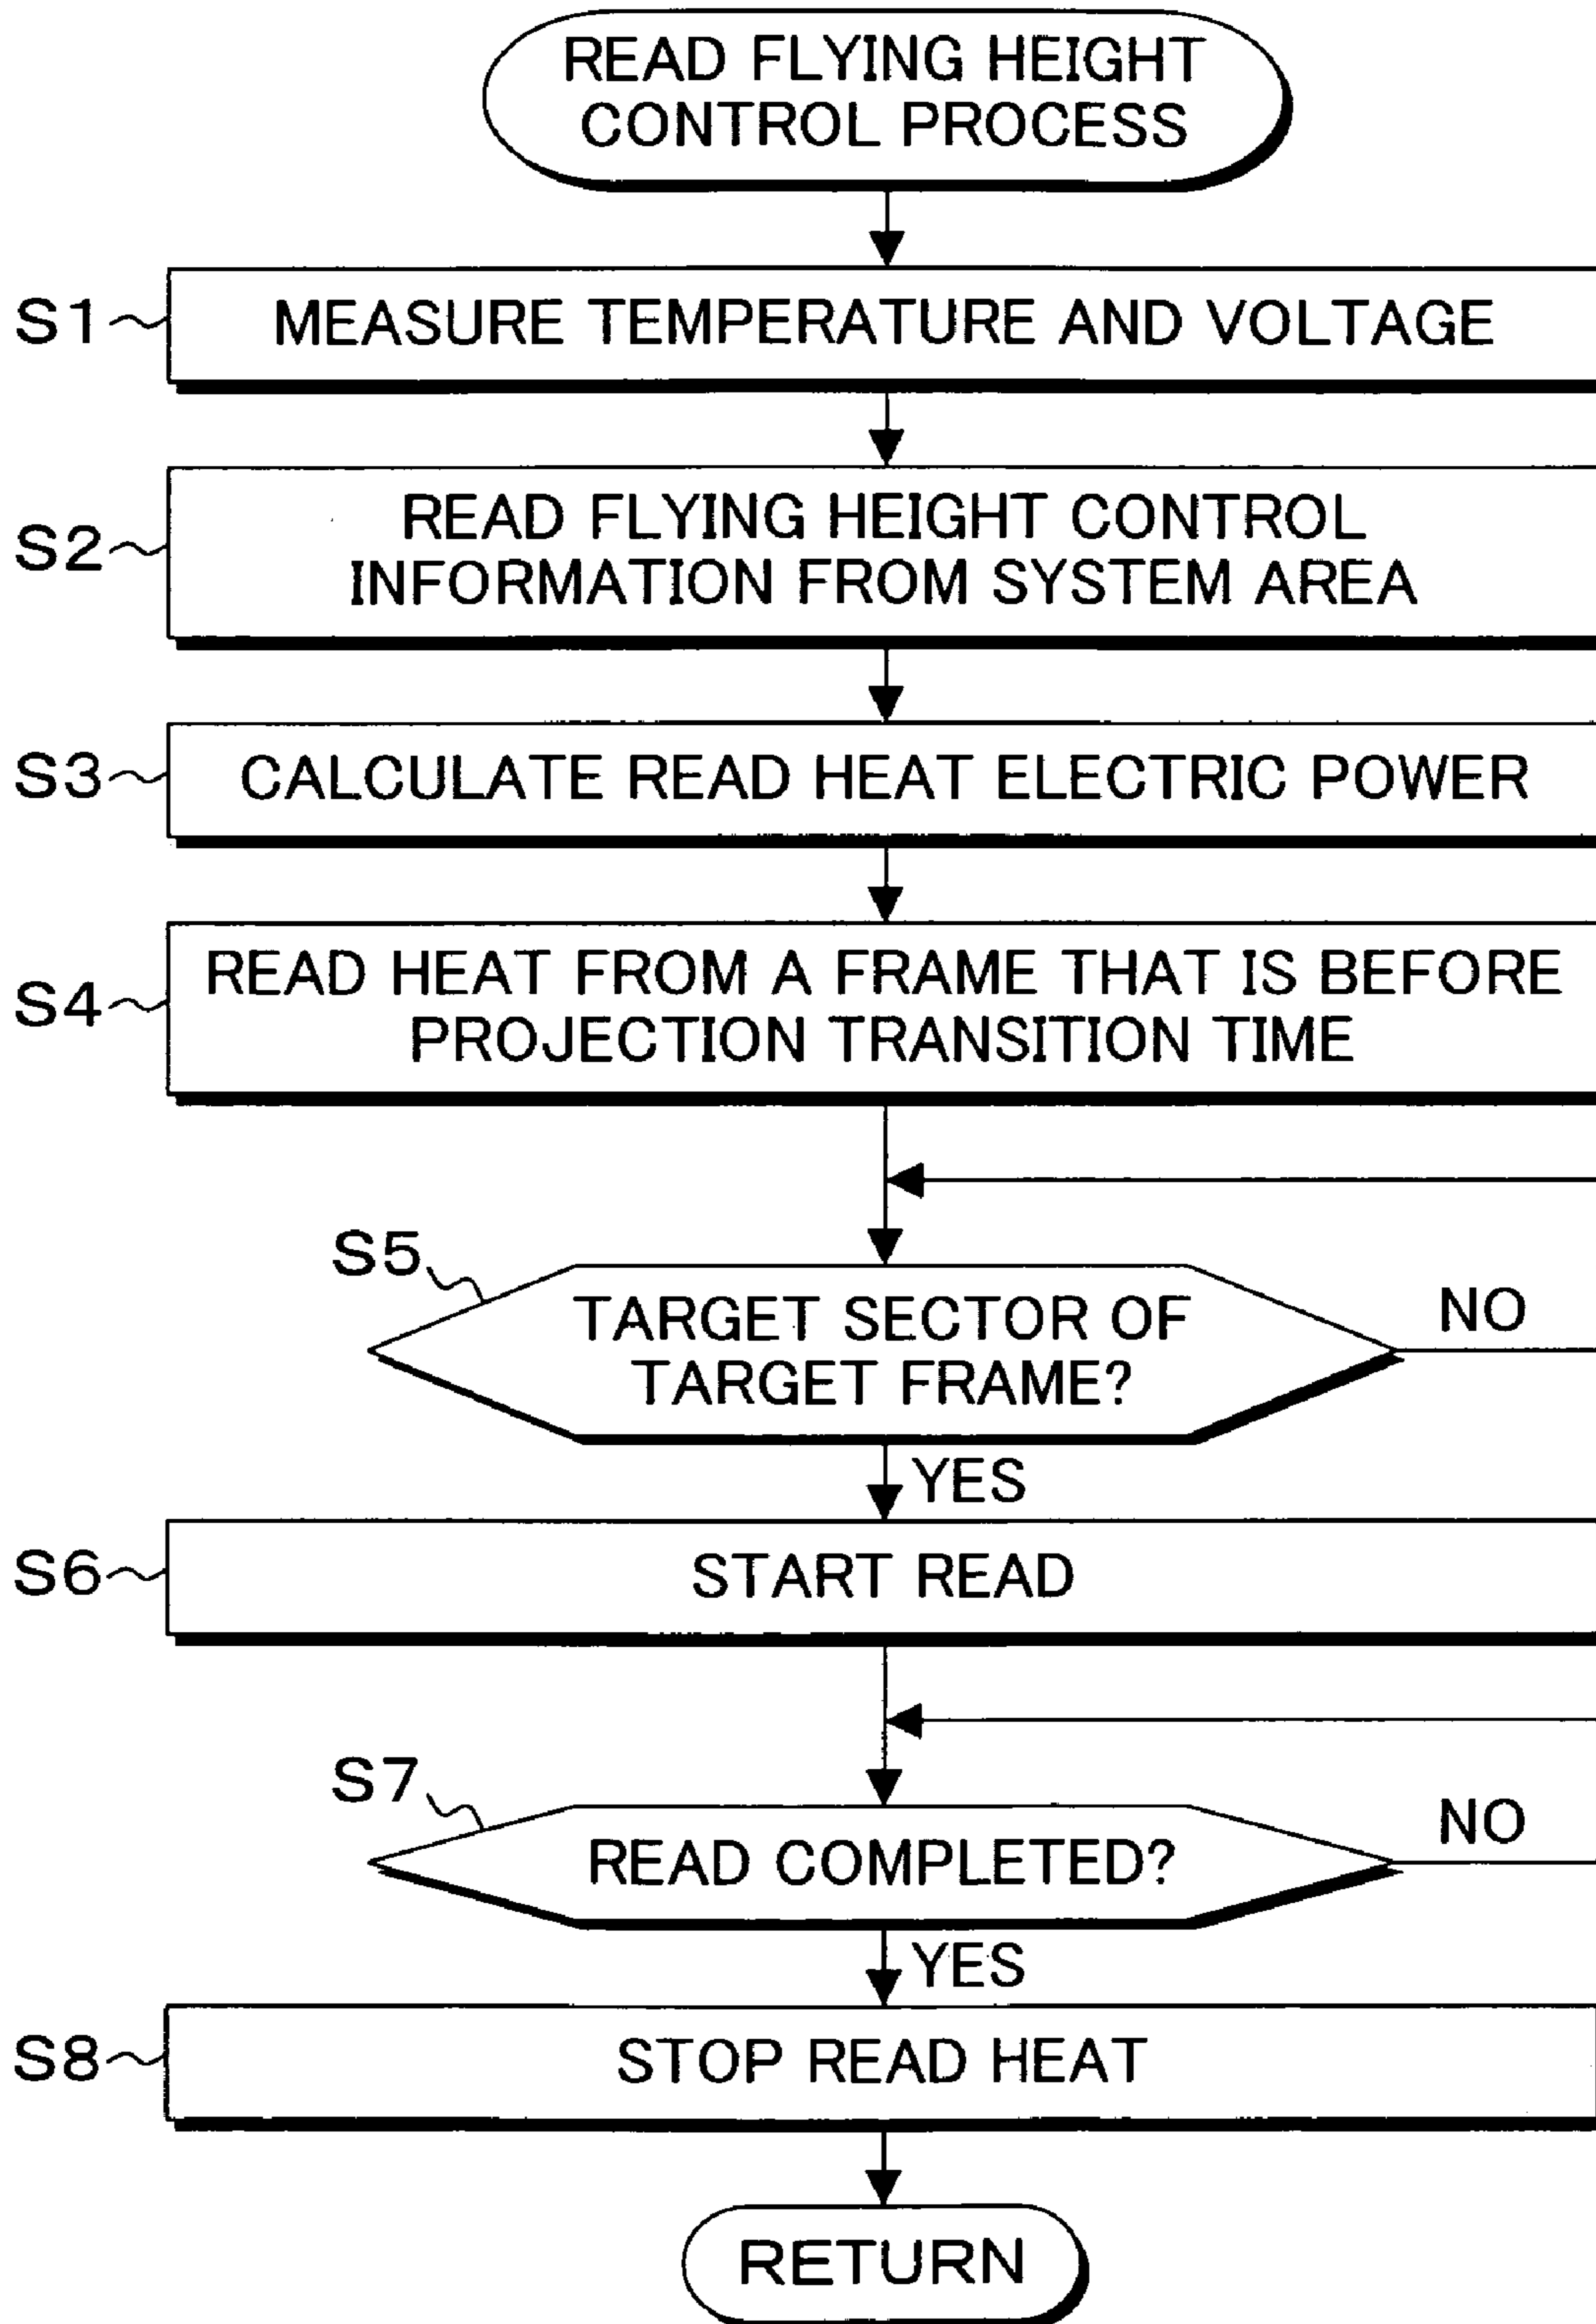 READ FLYING HEIGHT
CONTROL PROCESS
S1
MEASURE TEMPERATURE AND VOLTAGE
S2
READ FLYING HEIGHT CONTROL
INFORMATION FROM SYSTEM AREA
S3
CALCULATE READ HEAT ELECTRIC POWER
S4
READ HEAT FROM A FRAME THAT IS BEFORE
PROJECTION TRANSITION TIME
S5
TARGET SECTOR OF
TARGET FRAME?
NO
YES
S6
START READ
S7
READ COMPLETED?
NO
YES
S8
STOP READ HEAT
RETURN